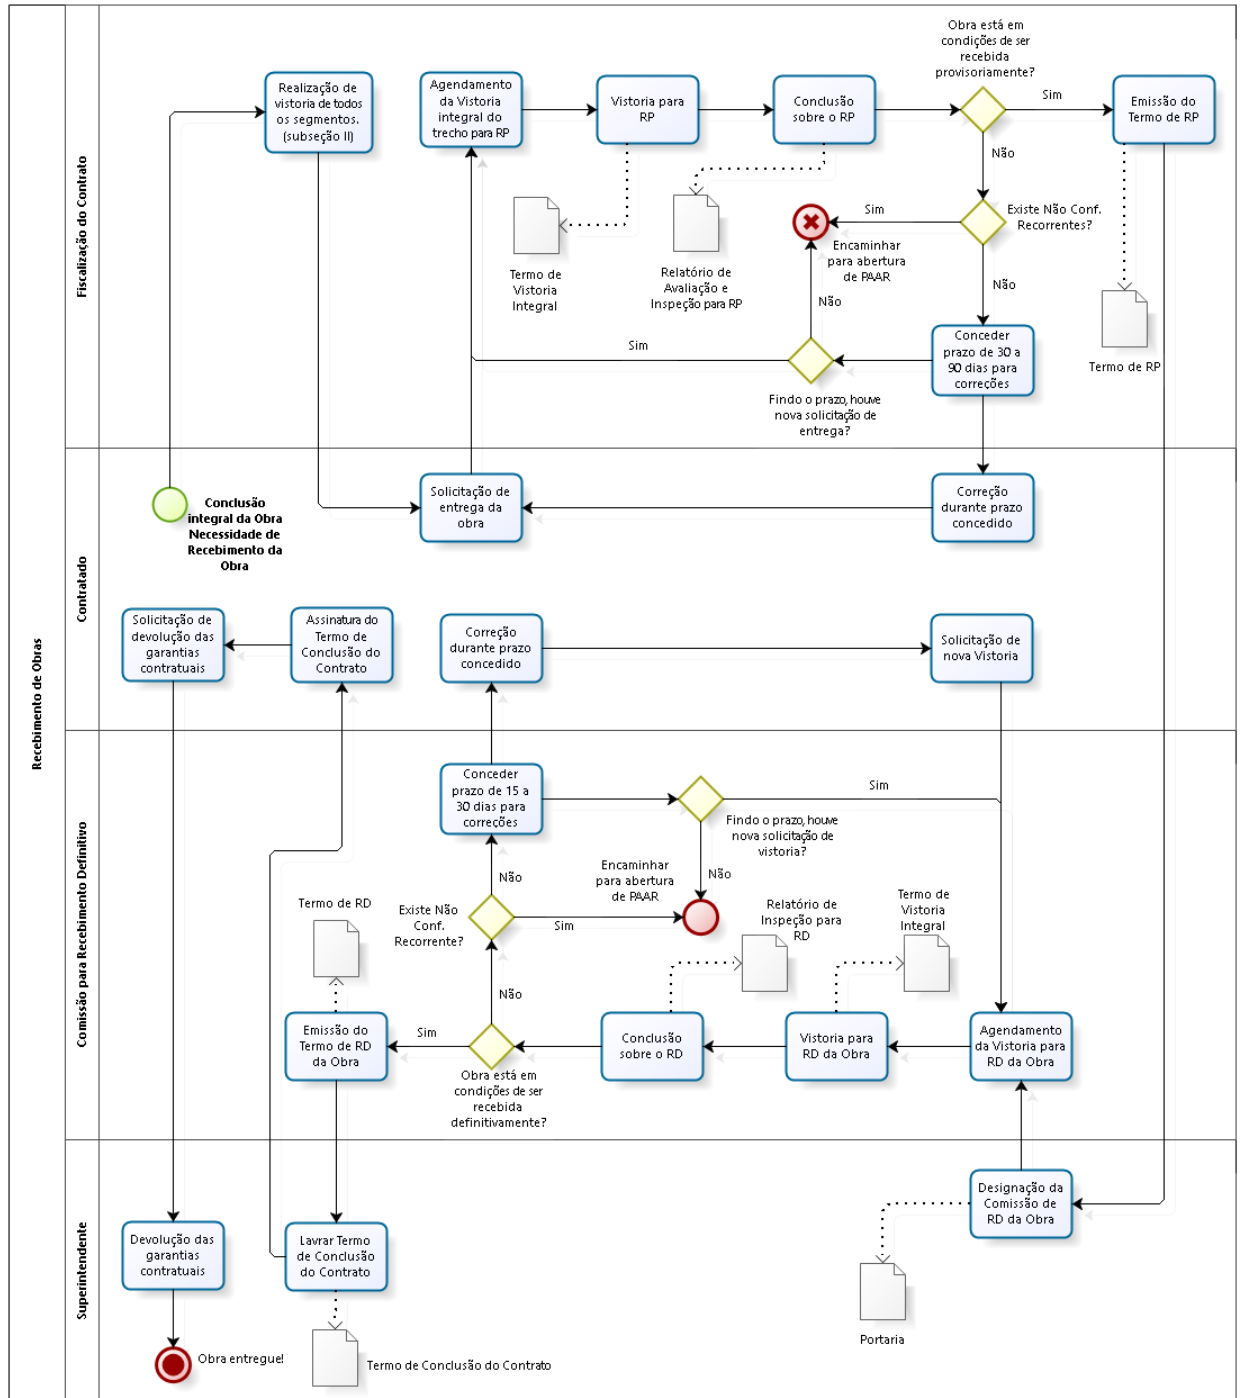 Recebimento de Obras
Fiscalização do Contrato
Obra está em
condições de ser
recebida
provisoriamente?
Realização de
vistoria de todos
os segmentos.
(subseção II)
Agendamento
da Vistoria
integral do
trecho para RP
Vistoria para
RP
Conclusão
sobre o RP
Sim
Emissão do
Termo de RP
Não
Termo de
Vistoria
Integral
Relatório de
Avaliação e
Inspeção para RP
Sim
Encaminhar
para abertura
de PAAR
Existe Não Conf.
Recorrentes?
Não
Não
Sim
Conceder
prazo de 30 a
90 dias para
correções
Termo de RP
Findo o prazo, houve
nova solicitação de
entrega?
Contratado
Conclusão
integral da Obra
Necessidade de
Recebimento da
Obra
Solicitação de
entrega da
obra
Correção
durante prazo
concedido
Solicitação de
devolução das
garantias
contratuais
Assinatura do
Termo de
Conclusão do
Contrato
Correção
durante prazo
concedido
Solicitação de
nova Vistoria
Comissão para Recebimento Definitivo
Conceder
prazo de 15 a
30 dias para
correções
Sim
Findo o prazo, houve
nova solicitação de
vistoria?
Não
Encaminhar
para abertura
de PAAR
Não
Termo de RD
Existe Não
Conf.
Recorrente?
Sim
Relatório de
Inspeção para
RD
Termo de
Vistoria
Integral
Não
Emissão do
Termo de RD
da Obra
Sim
Obra está em
condições de ser
recebida
definitivamente?
Conclusão
sobre o RD
Vistoria para
RD da Obra
Agendamento
da Vistoria para
RD da Obra
Superintendente
Designação da
Comissão de
RD da Obra
Devolução das
garantias
contratuais
Lavrar Termo
de Conclusão
do Contrato
Portaria
Obra entregue!
Termo de Conclusão do Contrato